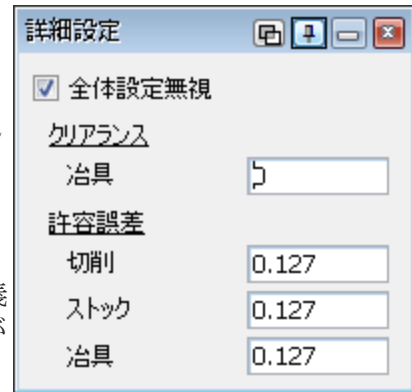 詳細設定
全体設定無視
クリアランス
冶具
許容誤差
切削 0.127
ストック 0.127
冶具 0.127